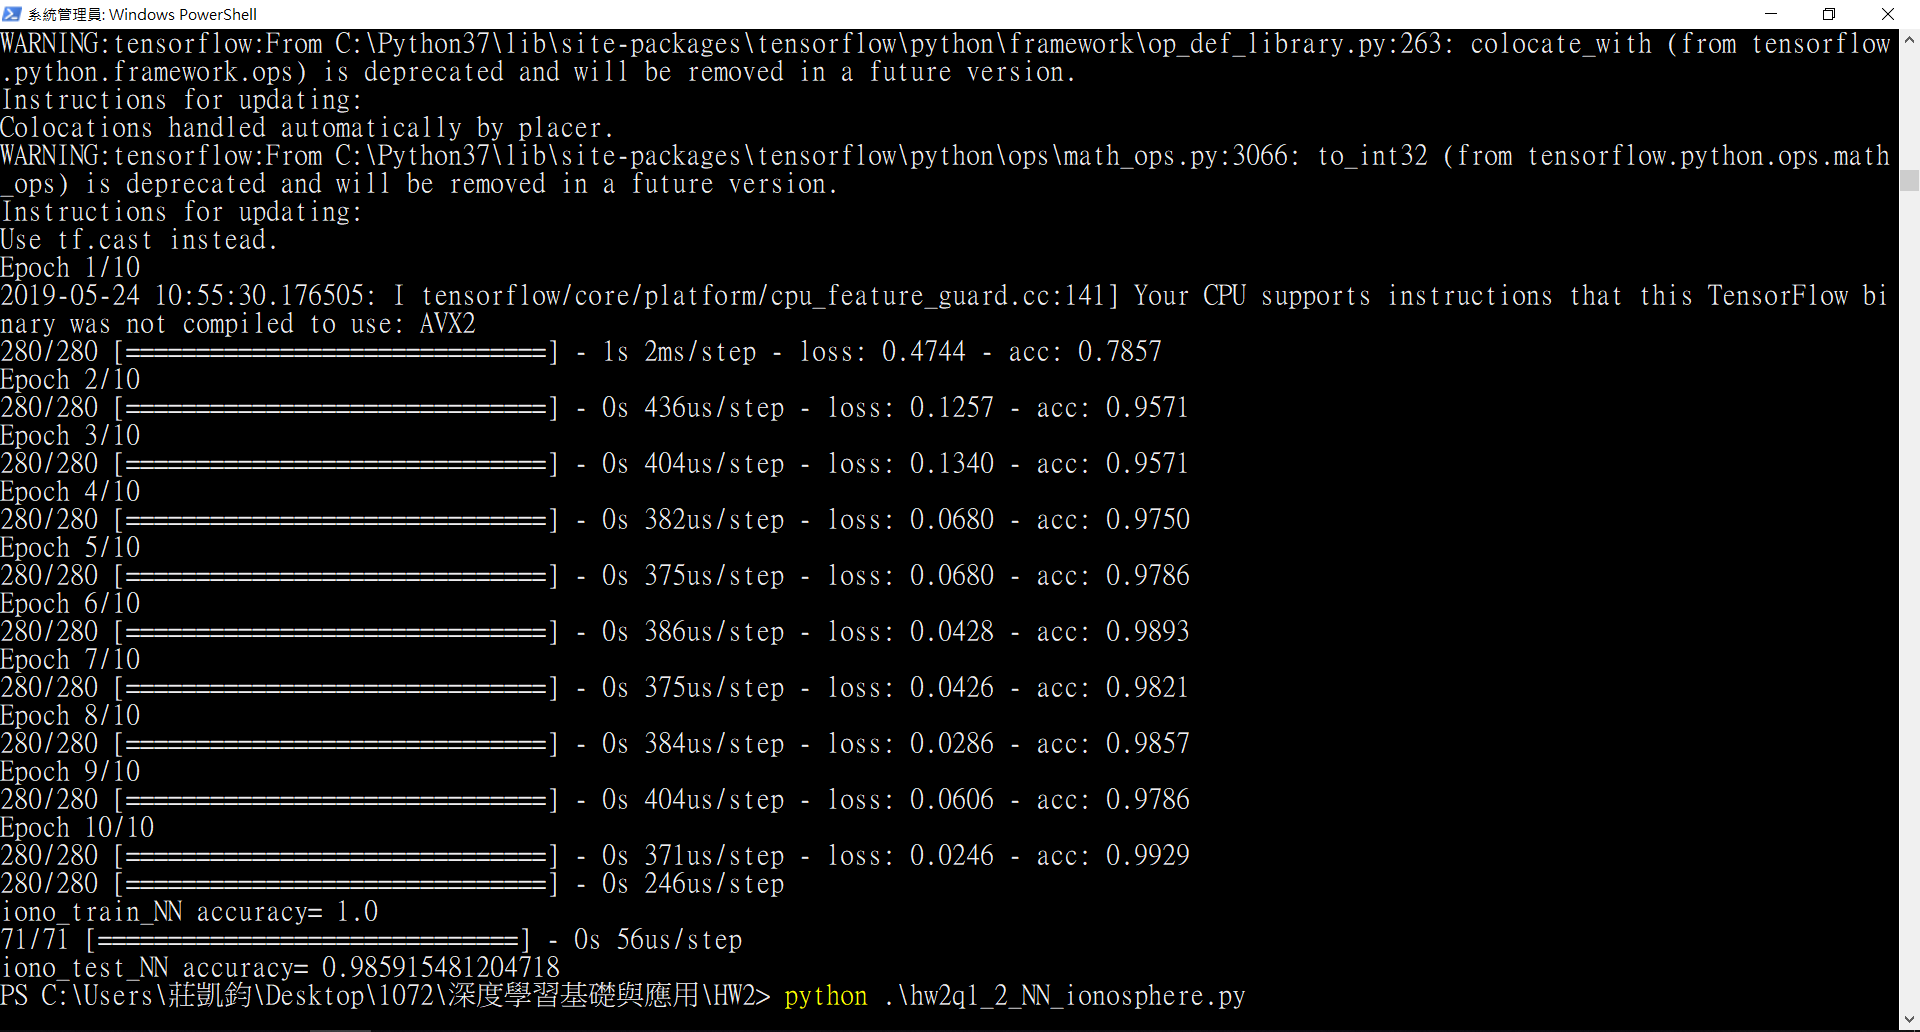 系統管理員: Windows PowerShell
WARNING:tensorflow:From C:\Python37\lib\site-packages\tensorflow\python\framework\op_def_library.py:263: colocate_with (from tensorflow
.python.framework.ops) is deprecated and will be removed in a future version.
Instructions for updating:
Colocations handled automatically by placer.
WARNING:tensorflow:From C:\Python37\lib\site-packages\tensorflow\python\ops\math_ops.py:3066: to_int32 (from tensorflow.python.ops.math
_ops) is deprecated and will be removed in a future version.
Instructions for updating:
Use tf.cast instead.
Epoch 1/10
2019-05-24 10:55:30.176505: I tensorflow/core/platform/cpu_feature_guard.cc:141] Your CPU supports instructions that this TensorFlow bi
nary was not compiled to use: AVX2
280/280 [==============================] - 1s 2ms/step - loss: 0.4744 - acc: 0.7857
Epoch 2/10
280/280 [==============================] - 0s 436us/step - loss: 0.1257 - acc: 0.9571
Epoch 3/10
280/280 [==============================] - 0s 404us/step - loss: 0.1340 - acc: 0.9571
Epoch 4/10
280/280 [==============================] - 0s 382us/step - loss: 0.0680 - acc: 0.9750
Epoch 5/10
280/280 [==============================] - 0s 375us/step - loss: 0.0680 - acc: 0.9786
Epoch 6/10
280/280 [==============================] - 0s 386us/step - loss: 0.0428 - acc: 0.9893
Epoch 7/10
280/280 [==============================] - 0s 375us/step - loss: 0.0426 - acc: 0.9821
Epoch 8/10
280/280 [==============================] - 0s 384us/step - loss: 0.0286 - acc: 0.9857
Epoch 9/10
280/280 [==============================] - 0s 404us/step - loss: 0.0606 - acc: 0.9786
Epoch 10/10
280/280 [==============================] - 0s 371us/step - loss: 0.0246 - acc: 0.9929
280/280 [==============================] - 0s 246us/step
iono_train_NN accuracy= 1.0
71/71 [==============================] - 0s 56us/step
iono_test_NN accuracy= 0.985915481204718
PS C:\Users\莊凱鈞\Desktop\1072\深度學習基礎與應用\HW2> python .\hw2q1_2_NN_ionosphere.py